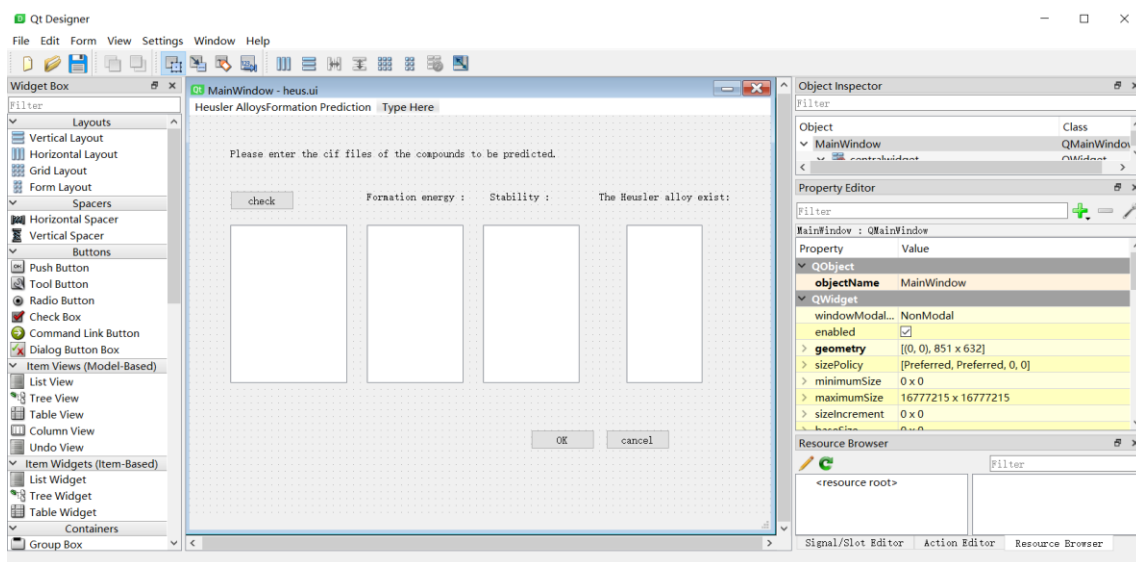 Qt Designer
File Edit Form View Settings Window Help
Widget Box
Filter
Layouts
Vertical Layout
Horizontal Layout
Grid Layout
Form Layout
Spacers
Horizontal Spacer
Vertical Spacer
Buttons
Push Button
Tool Button
Radio Button
Check Box
Command Link Button
Dialog Button Box
Item Views (Model-Based)
List View
Tree View
Table View
Column View
Undo View
Item Widgets (Item-Based)
List Widget
Tree Widget
Table Widget
Containers
Group Box
MainWindow - heus.ui
Heusler AlloysFormation Prediction Type Here
Please enter the cif files of the compounds to be predicted.
check Formation energy : Stability : The Heusler alloy exist:
OK cancel
Object Inspector
Filter
Object Class
MainWindow QMainWindow
centralwidget QWidget
Property Editor
Filter
MainWindow : QMainWindow
Property Value
QObject
objectName MainWindow
QWidget
windowModal... NonModal
enabled
geometry [(0, 0), 851 x 632]
sizePolicy [Preferred, Preferred, 0, 0]
minimumSize 0 x 0
maximumSize 16777215 x 16777215
sizeIncrement 0 x 0
baseSize 0 x 0
Resource Browser
Filter
<resource root>
Signal/Slot Editor Action Editor Resource Browser